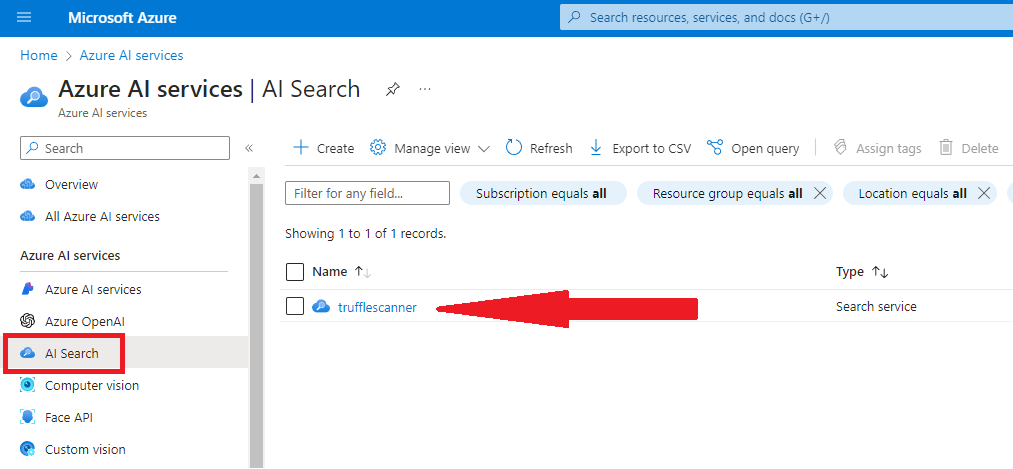 Microsoft Azure
Search resources, services, and docs (G+/)
Home > Azure AI services
Azure AI services | AI Search
Azure AI services
Search
Create Manage view Refresh Export to CSV Open query Assign tags Delete
Overview
All Azure AI services
Azure AI services
Azure AI services
Azure OpenAI
AI Search
Computer vision
Face API
Custom vision
Filter for any field...
Subscription equals all
Resource group equals all
Location equals all
Showing 1 to 1 of 1 records.
Name Type
trufflescanner Search service